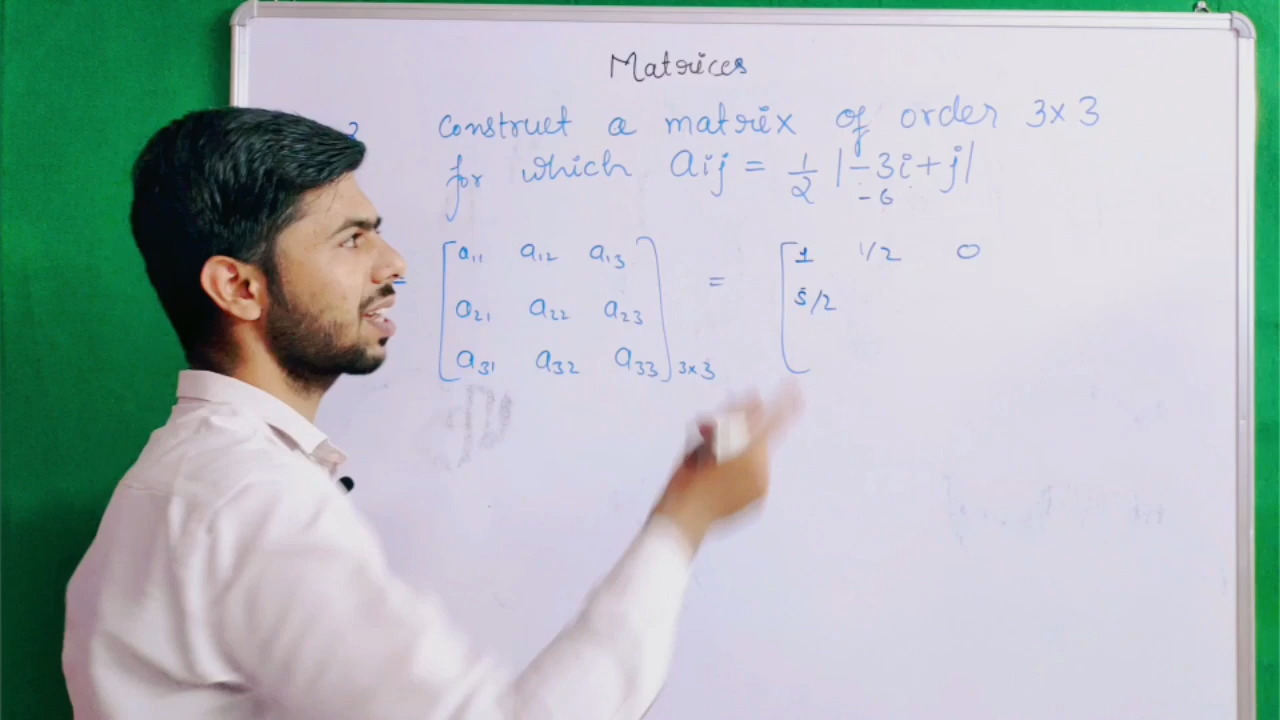 Matrices
2 construct a matrix of order 3×3
for which aij = 1/2 |-3i+j|
-6
= [a11 a12 a13
a21 a22 a23
a31 a32 a33]3×3
= [1 1/2 0
5/2